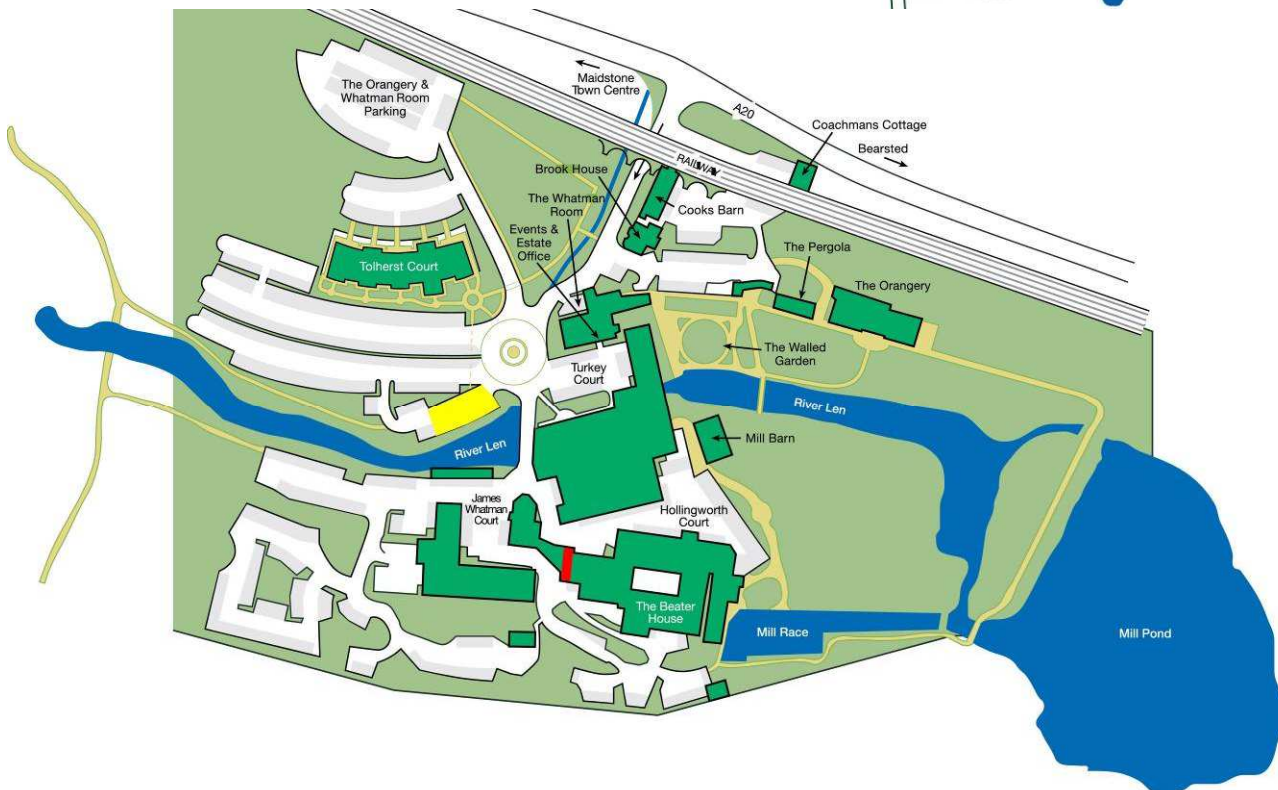 The Orangery &
Whatman Room
Parking
Maidstone
Town Centre
A20
Coachmans Cottage
Bearsted
RAILWAY
Brook House
The Whatman
Room
Cooks Barn
Events &
Estate
Office
The Pergola
The Orangery
Tolherst Court
The Walled
Garden
Turkey
Court
River Len
Mill Barn
River Len
James
Whatman
Court
Hollingworth
Court
The Beater
House
Mill Race
Mill Pond